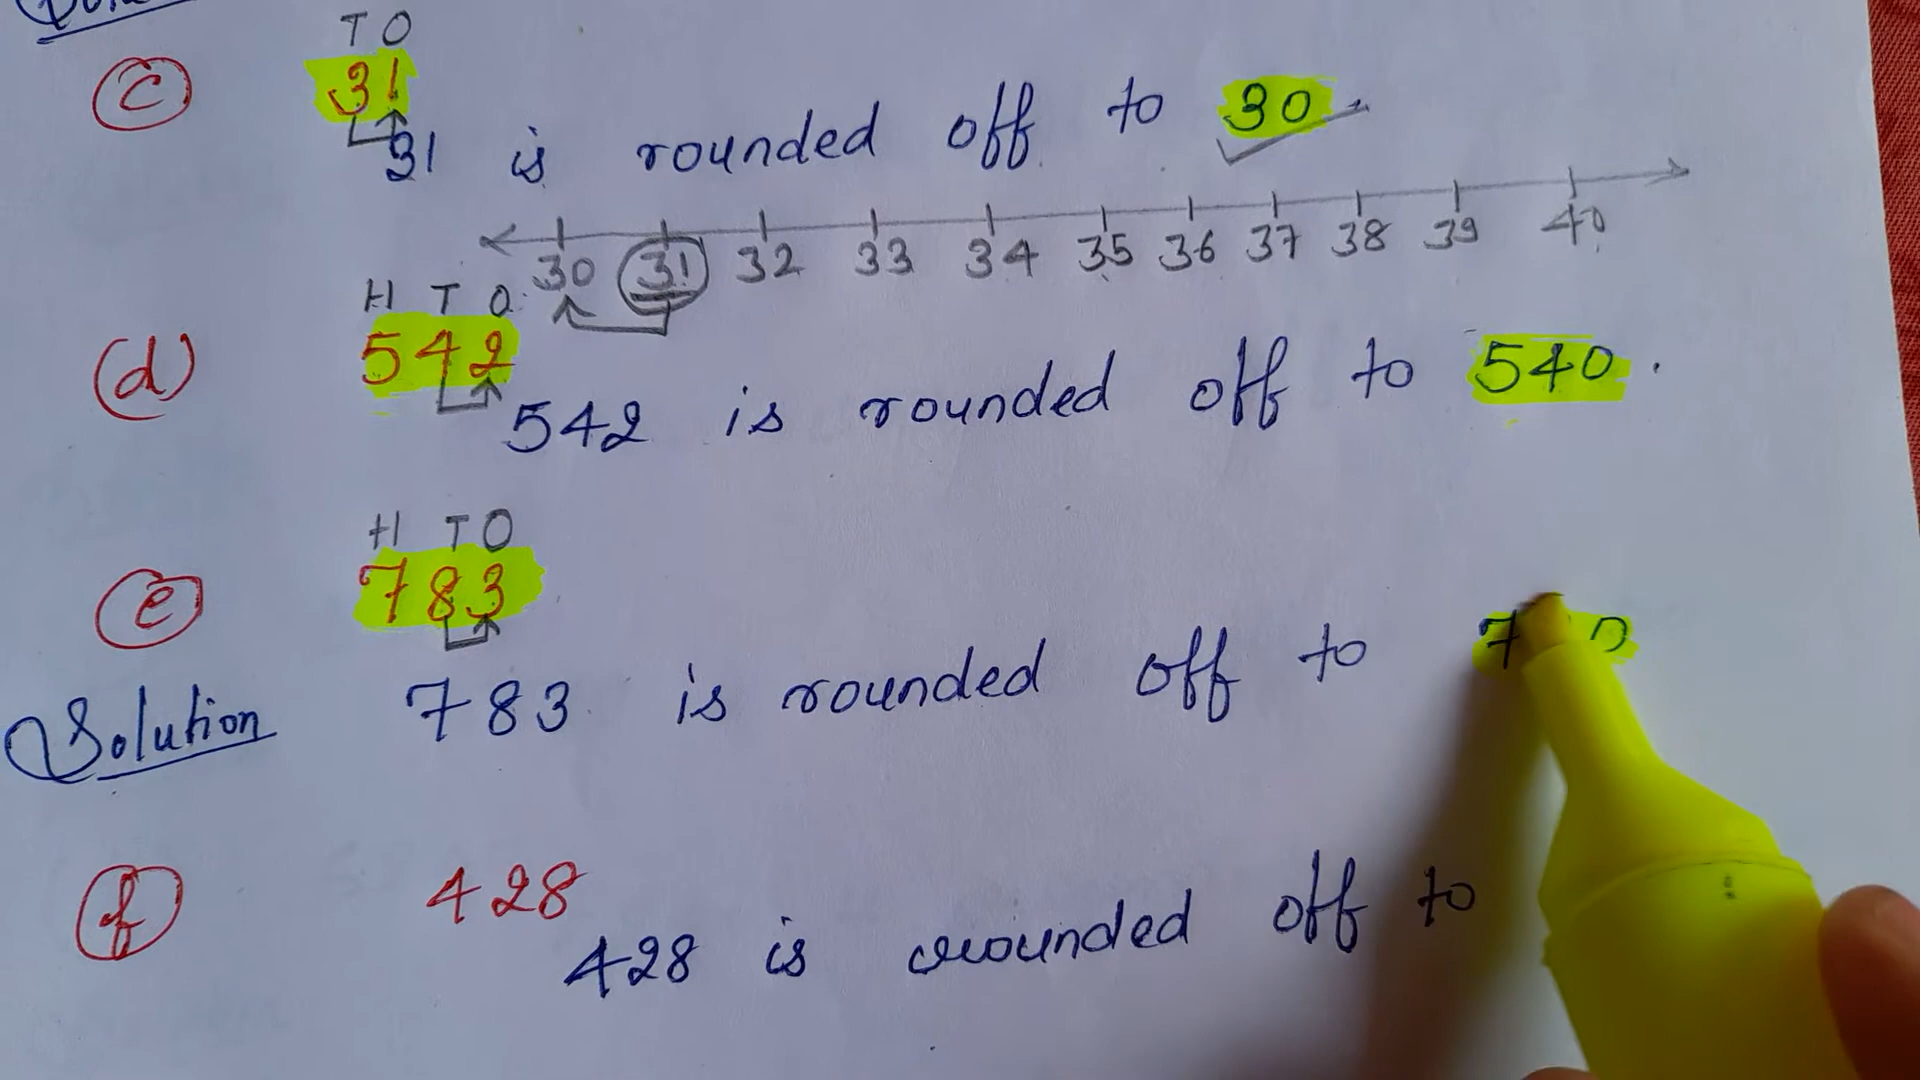 T O
(c) 31
31 is rounded off to 30.
30 31 32 33 34 35 36 37 38 39 40
H T O
(d) 542
542 is rounded off to 540.
H T O
(e) 783
Solution 783 is rounded off to
(f) 428
428 is rounded off to